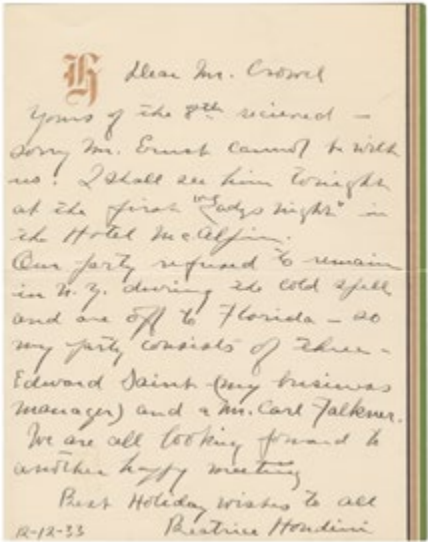 H
Dear Mr. Crowel
Yours of the 8th recieved –
Sorry Mr. Ernst cannot be with
us. I shall see him tonight
at the first "Ladys night" in
the Hotel McAlpin.
Our party refused to remain
in N.Y. during the cold spell
and are off to Florida – so
my party consists of three –
Edward Saint (my business
manager) and a Mr. Carl Falkner.
We are all looking forward to
another happy meeting
Best Holiday wishes to all
12-12-33 Beatrice Houdini